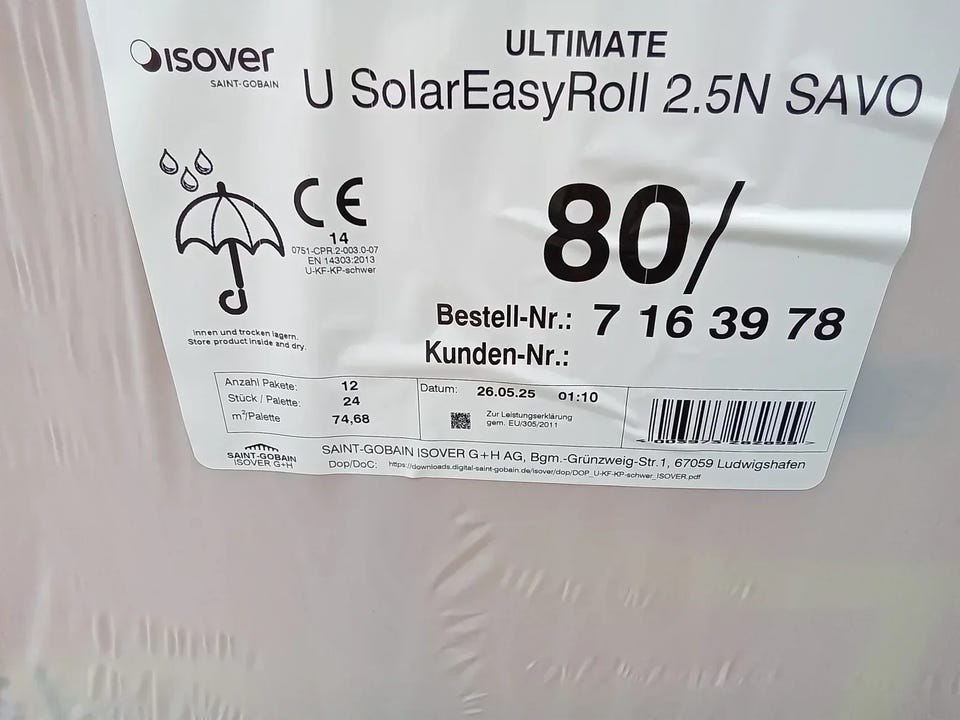 isover
SAINT-GOBAIN
ULTIMATE
U SolarEasyRoll 2.5N SAVO
CE
14
0751-CPR.2-003.0-07
EN 14303:2013
U-KF-KP-schwer
80/
Innen und trocken lagern.
Store product inside and dry.
Bestell-Nr.: 7 16 39 78
Kunden-Nr.:
Anzahl Pakete: 12
Stück / Palette: 24
m²/Palette 74,68
Datum: 26.05.25 01:10
Zur Leistungserklärung
gem. EU/305/2011
SAINT-GOBAIN
ISOVER G+H
SAINT-GOBAIN ISOVER G+H AG, Bgm.-Grünzweig-Str.1, 67059 Ludwigshafen
Dop/DoC: https://downloads.digital-saint-gobain.de/isover/dop/DOP_U-KF-KP-schwer_ISOVER.pdf